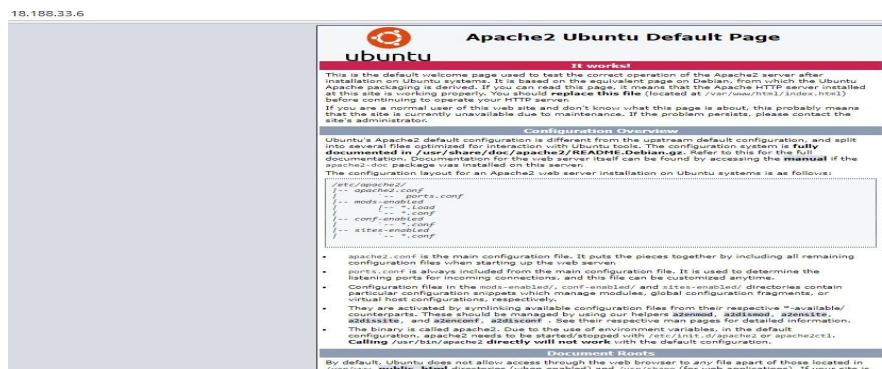 18.188.33.6
Apache2 Ubuntu Default Page
ubuntu
It works!
This is the default welcome page used to test the correct operation of the Apache2 server after
installation on Ubuntu systems. It is based on the equivalent page on Debian, from which the Ubuntu
Apache packaging is derived. If you can read this page, it means that the Apache HTTP server installed
at this site is working properly. You should replace this file (located at /var/www/html/index.html)
before continuing to operate your HTTP server.
If you are a normal user of this web site and don't know what this page is about, this probably means
that the site is currently unavailable due to maintenance. If the problem persists, please contact the
site's administrator.
Configuration Overview
Ubuntu's Apache2 default configuration is different from the upstream default configuration, and split
into several files optimized for interaction with Ubuntu tools. The configuration system is fully
documented in /usr/share/doc/apache2/README.Debian.gz. Refer to this for the full
documentation. Documentation for the web server itself can be found by accessing the manual if the
apache2-doc package was installed on this server.
The configuration layout for an Apache2 web server installation on Ubuntu systems is as follows:
/etc/apache2/
|-- apache2.conf
|       `--  ports.conf
|-- mods-enabled
|       |-- *.load
|       `-- *.conf
|-- conf-enabled
|       `-- *.conf
|-- sites-enabled
|       `-- *.conf
• apache2.conf is the main configuration file. It puts the pieces together by including all remaining
configuration files when starting up the web server.
• ports.conf is always included from the main configuration file. It is used to determine the
listening ports for incoming connections, and this file can be customized anytime.
• Configuration files in the mods-enabled/, conf-enabled/ and sites-enabled/ directories contain
particular configuration snippets which manage modules, global configuration fragments, or
virtual host configurations, respectively.
• They are activated by symlinking available configuration files from their respective *-available/
counterparts. These should be managed by using our helpers a2enmod, a2dismod, a2ensite,
a2dissite, and a2enconf, a2disconf . See their respective man pages for detailed information.
• The binary is called apache2. Due to the use of environment variables, in the default
configuration, apache2 needs to be started/stopped with /etc/init.d/apache2 or apache2ctl.
Calling /usr/bin/apache2 directly will not work with the default configuration.
Document Roots
By default, Ubuntu does not allow access through the web browser to any file apart of those located in
/var/www, public_html directories (when enabled) and /usr/share (for web applications). If your site is